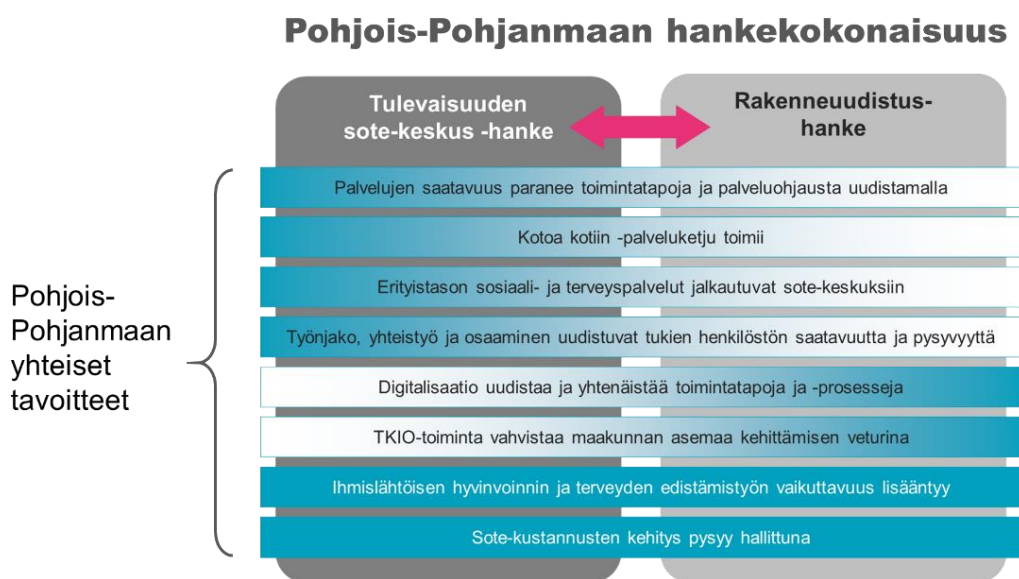 Pohjois-Pohjanmaan hankekokonaisuus
Tulevaisuuden
sote-keskus -hanke
Rakenneuudistus-
hanke
Pohjois-
Pohjanmaan
yhteiset
tavoitteet
Palvelujen saatavuus paranee toimintatapoja ja palveluohjausta uudistamalla
Kotoa kotiin -palveluketju toimii
Erityistason sosiaali- ja terveyspalvelut jalkautuvat sote-keskuksiin
Työnjako, yhteistyö ja osaaminen uudistuvat tukien henkilöstön saatavuutta ja pysyvyyttä
Digitalisaatio uudistaa ja yhtenäistää toimintatapoja ja -prosesseja
TKIO-toiminta vahvistaa maakunnan asemaa kehittämisen veturina
Ihmislähtöisen hyvinvoinnin ja terveyden edistämistyön vaikuttavuus lisääntyy
Sote-kustannusten kehitys pysyy hallittuna